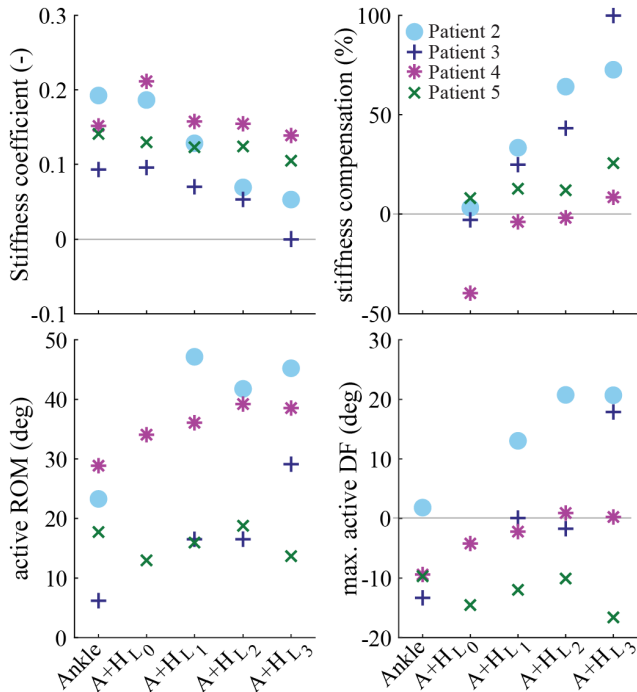 Stiffness coefficient (-)
0.3
0.2
0.1
0
-0.1
stiffness compensation (%)
100
50
0
-50
Patient 2
Patient 3
Patient 4
Patient 5
active ROM (deg)
50
40
30
20
10
0
Ankle
A+HL0
A+HL1
A+HL2
A+HL3
max. active DF (deg)
30
20
10
0
-10
-20
Ankle
A+HL0
A+HL1
A+HL2
A+HL3